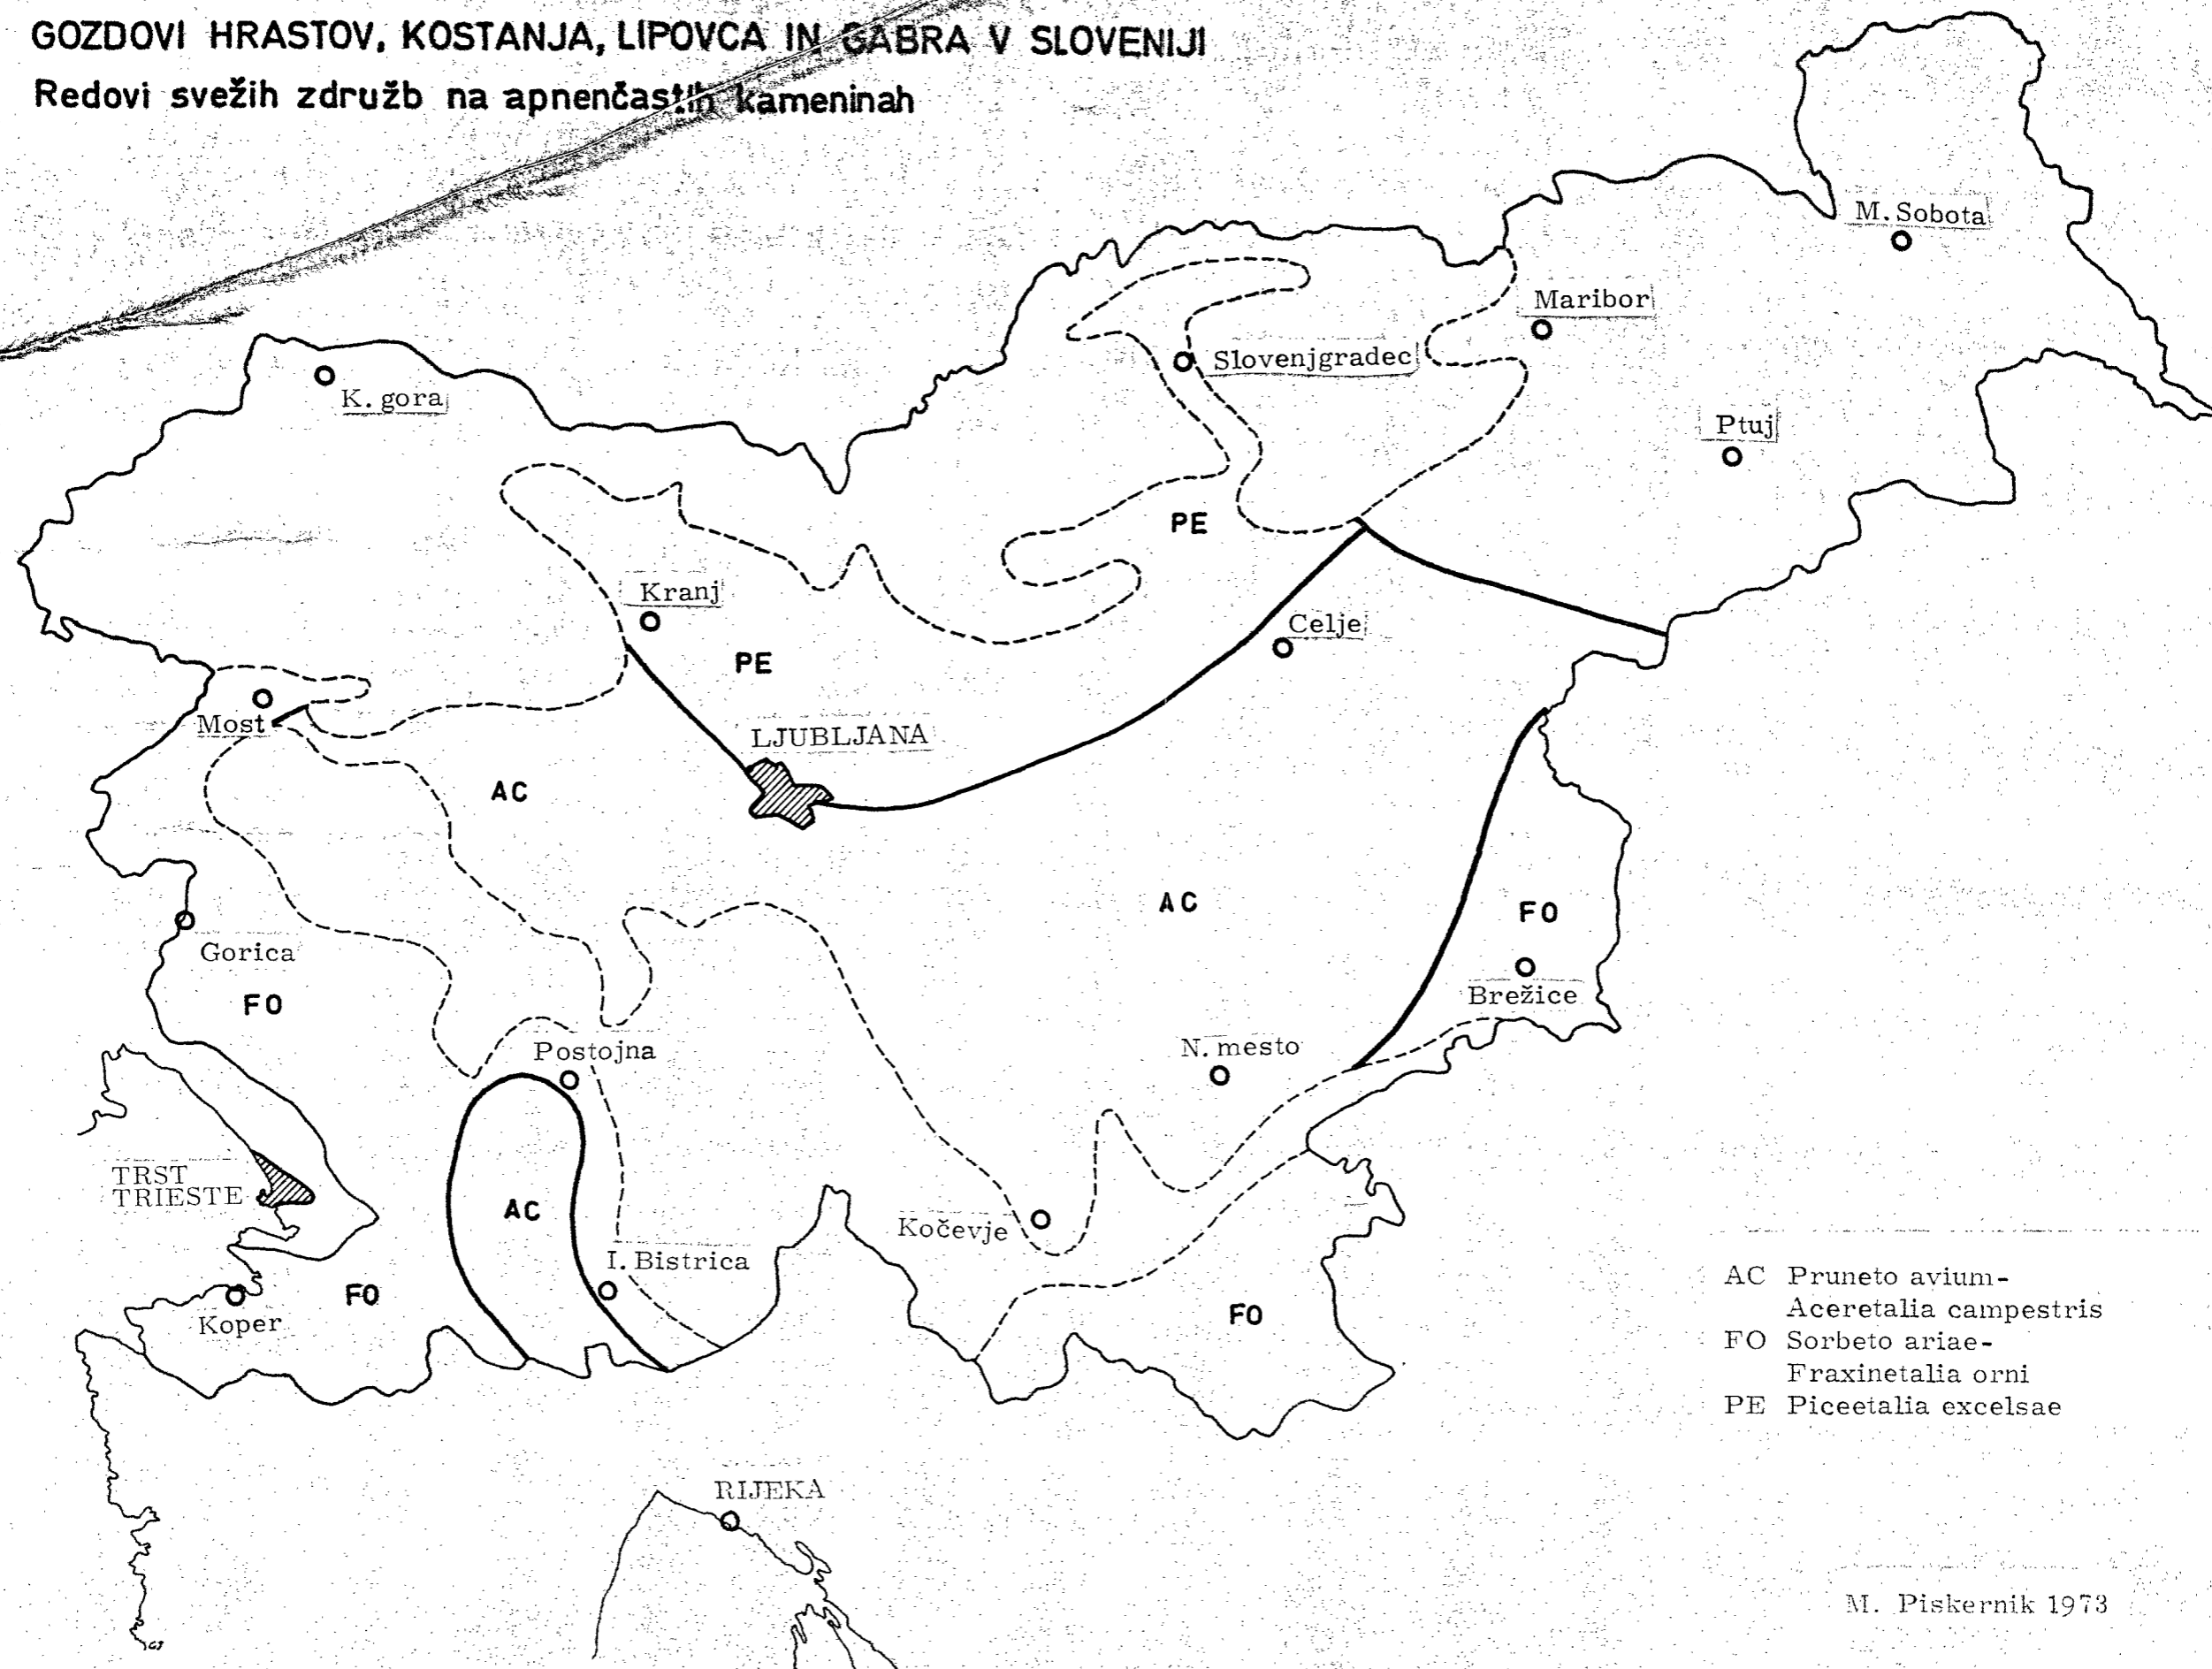 GOZDOVI HRASTOV, KOSTANJA, LIPOVCA IN GABRA V SLOVENIJI
Redovi svežih združb na apnenčastih kameninah
M. Sobota
Maribor
Slovenjgradec
K. gora
Ptuj
PE
Kranj
Celje
PE
Most
LJUBLJANA
AC
AC
FO
Gorica
Brežice
FO
N. mesto
Postojna
TRST
TRIESTE
AC
Kočevje
I. Bistrica
FO
Koper
FO
AC Pruneto avium-
Aceretalia campestris
FO Sorbeto ariae-
Fraxinetalia orni
PE Piceetalia excelsae
RIJEKA
M. Piskernik 1973